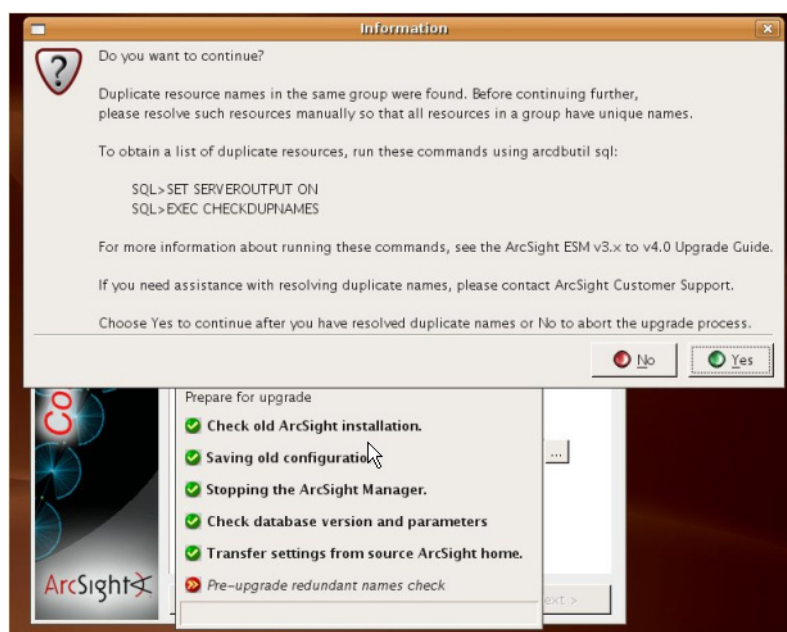 Information
Do you want to continue?
Duplicate resource names in the same group were found. Before continuing further,
please resolve such resources manually so that all resources in a group have unique names.
To obtain a list of duplicate resources, run these commands using arcdbutil sql:
SQL>SET SERVEROUTPUT ON
SQL>EXEC CHECKDUPNAMES
For more information about running these commands, see the ArcSight ESM v3.x to v4.0 Upgrade Guide.
If you need assistance with resolving duplicate names, please contact ArcSight Customer Support.
Choose Yes to continue after you have resolved duplicate names or No to abort the upgrade process.
No
Yes
Co
Prepare for upgrade
Check old ArcSight installation.
Saving old configuration.
...
Stopping the ArcSight Manager.
Check database version and parameters
Transfer settings from source ArcSight home.
Pre-upgrade redundant names check
ArcSight
ext >